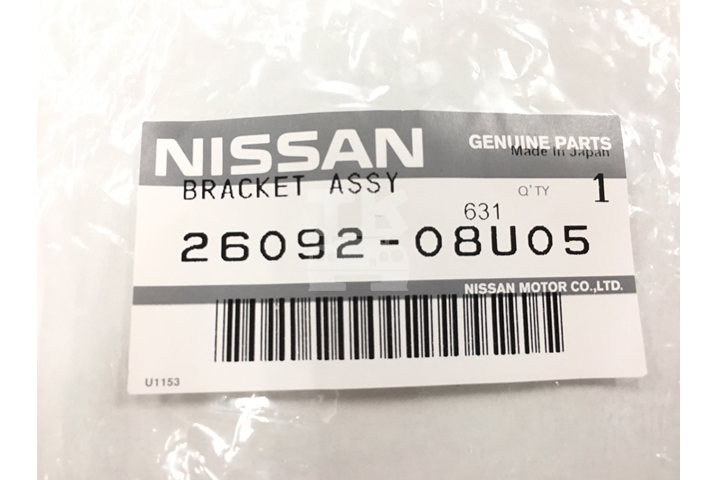 NISSAN
GENUINE PARTS
Made in Japan
BRACKET ASSY
Q'TY 1
631
26092-08U05
NISSAN MOTOR CO.,LTD.
U1153